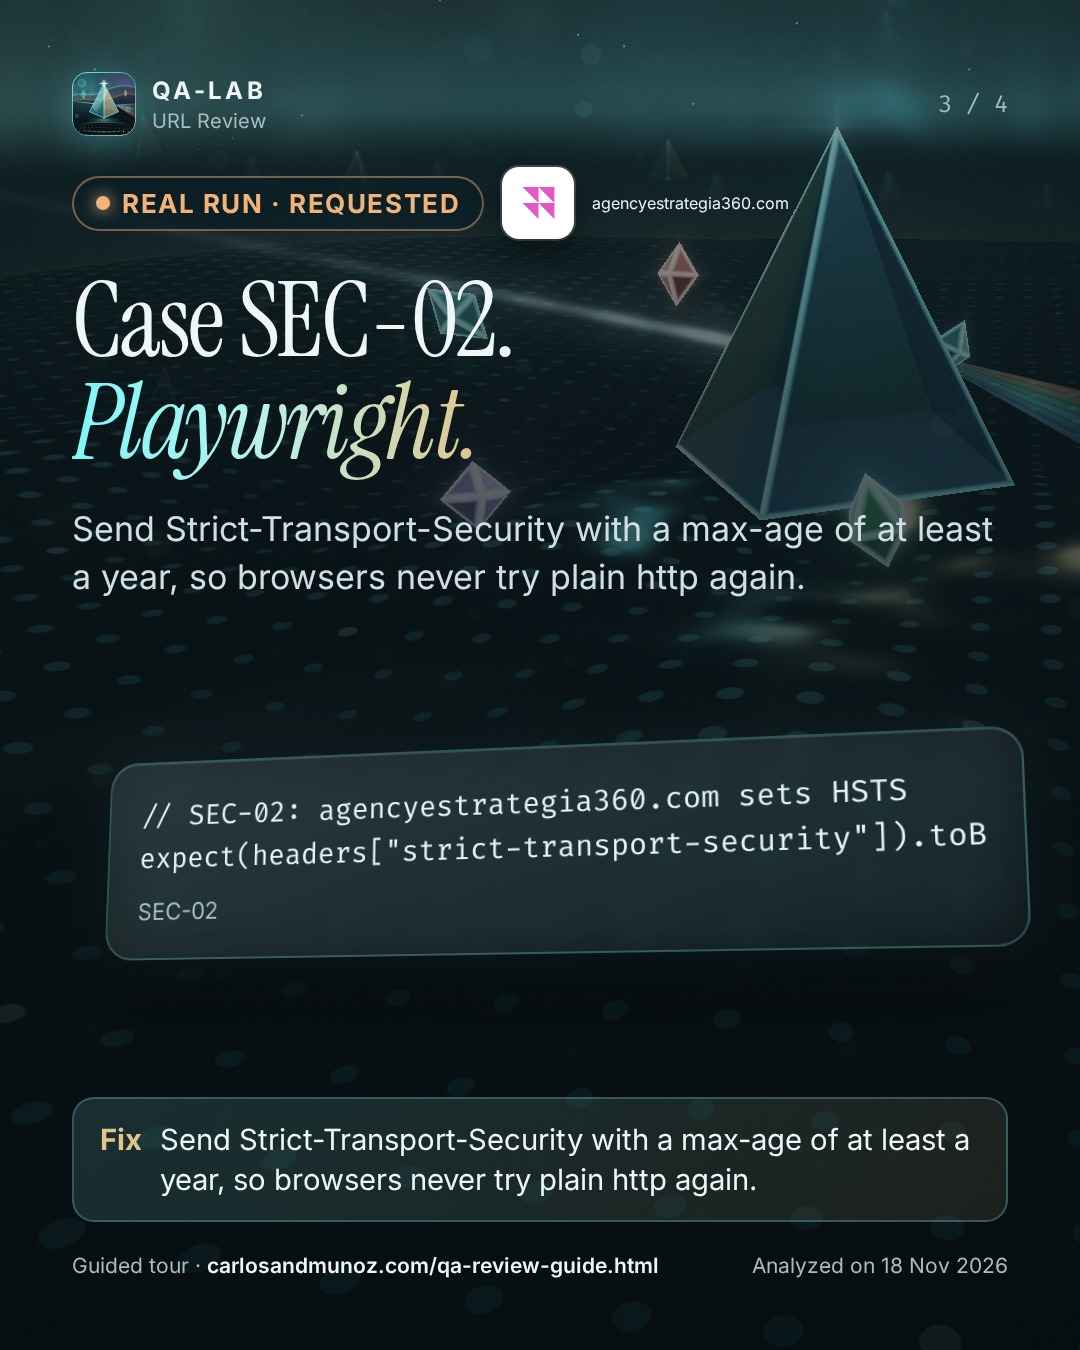 QA-LAB
URL Review
3 / 4
REAL RUN · REQUESTED
agencyestrategia360.com
Case SEC-02.
Playwright.
Send Strict-Transport-Security with a max-age of at least
a year, so browsers never try plain http again.
// SEC-02: agencyestrategia360.com sets HSTS
expect(headers["strict-transport-security"]).toB
SEC-02
Fix Send Strict-Transport-Security with a max-age of at least a
year, so browsers never try plain http again.
Guided tour · carlosandmunoz.com/qa-review-guide.html
Analyzed on 18 Nov 2026